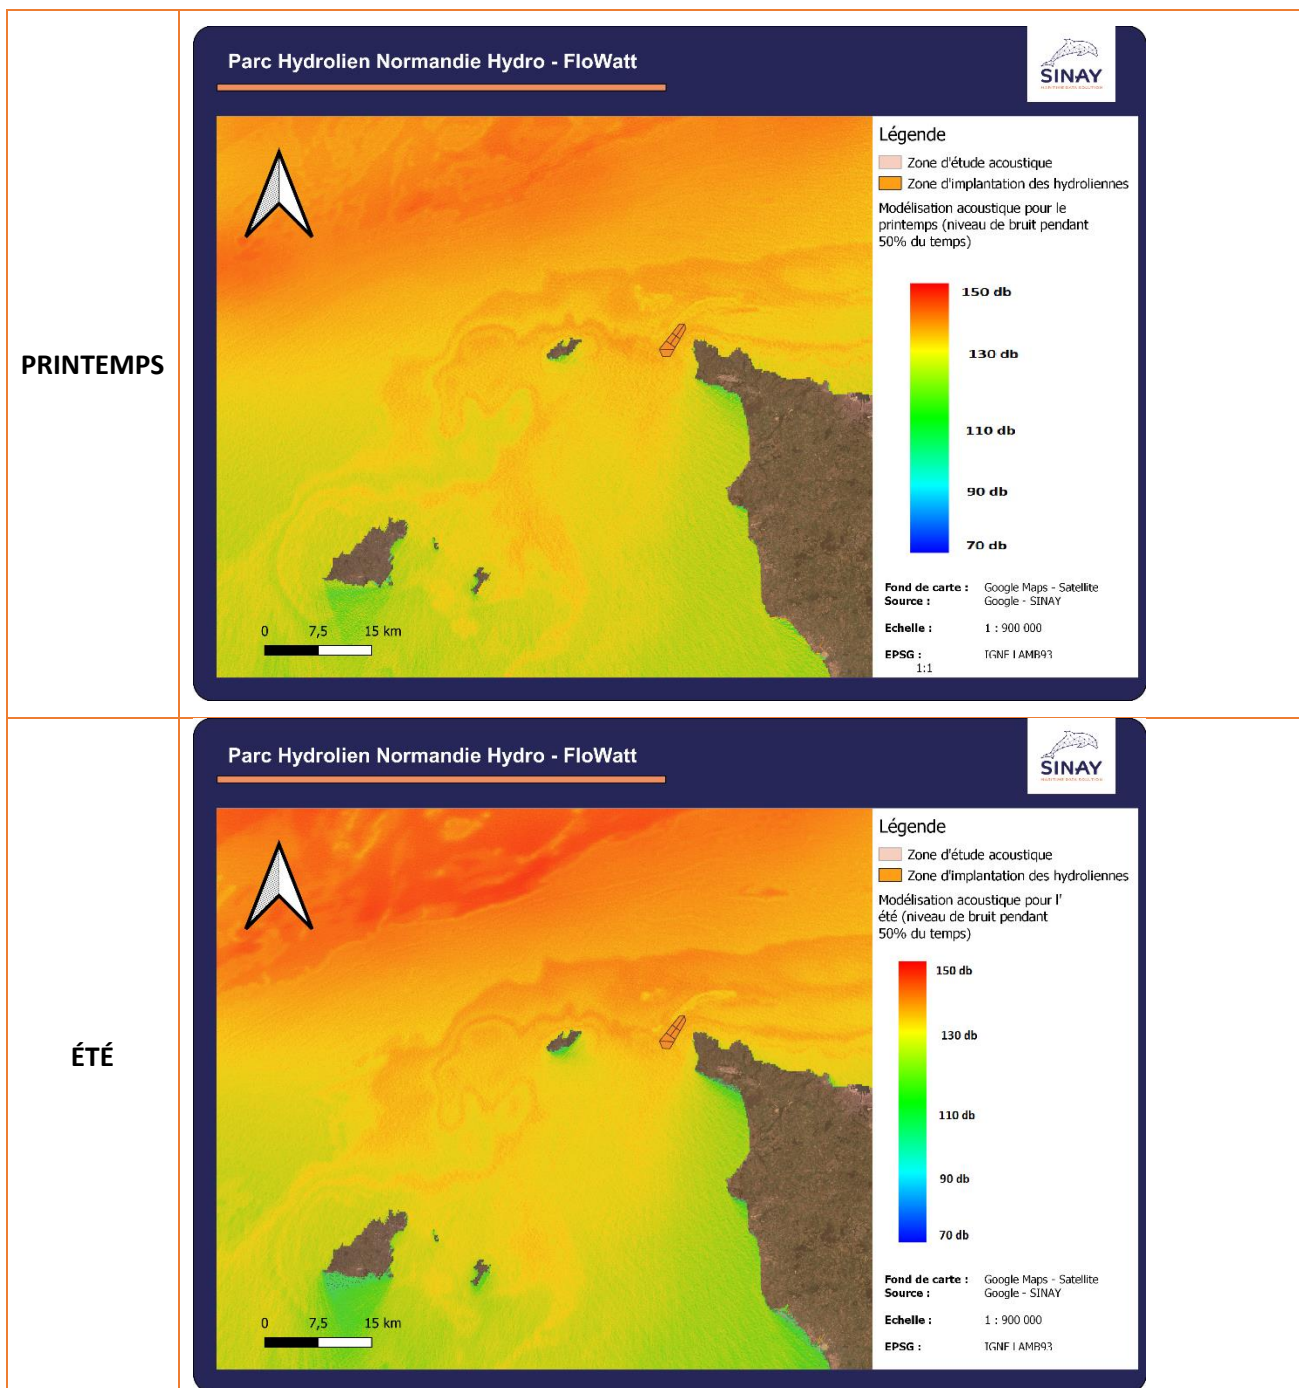 PRINTEMPS
Parc Hydrolien Normandie Hydro - FloWatt
SINAY
MARITIME DATA SOLUTION
Légende
Zone d'étude acoustique
Zone d'implantation des hydroliennes
Modélisation acoustique pour le
printemps (niveau de bruit pendant
50% du temps)
150 db
130 db
110 db
90 db
70 db
Fond de carte : Google Maps - Satellite
Source : Google - SINAY
Echelle : 1 : 900 000
EPSG : IGNF LAMB93
1:1
0 7,5 15 km
ÉTÉ
Parc Hydrolien Normandie Hydro - FloWatt
SINAY
MARITIME DATA SOLUTION
Légende
Zone d'étude acoustique
Zone d'implantation des hydroliennes
Modélisation acoustique pour l'
été (niveau de bruit pendant
50% du temps)
150 db
130 db
110 db
90 db
70 db
Fond de carte : Google Maps - Satellite
Source : Google - SINAY
Echelle : 1 : 900 000
EPSG : IGNF LAMB93
0 7,5 15 km